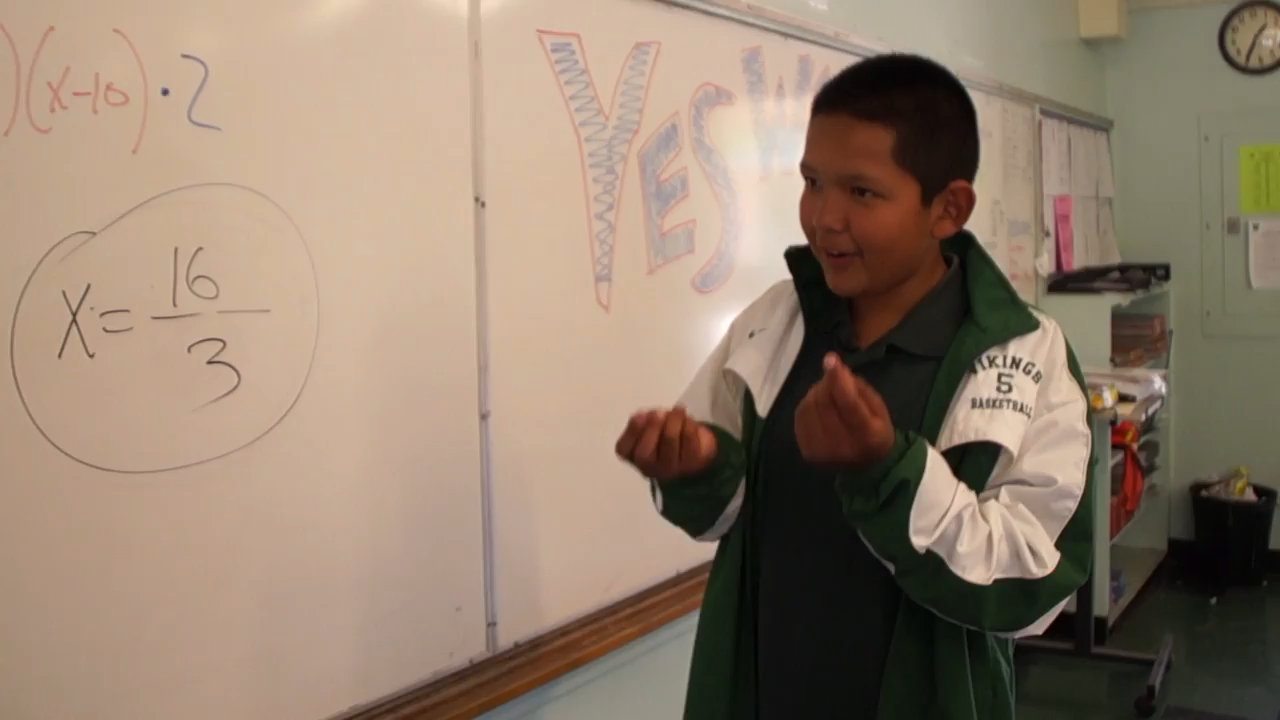 )(x-10) · 2
x = 16/3
YES W
VIKINGS
5
BASKETBALL